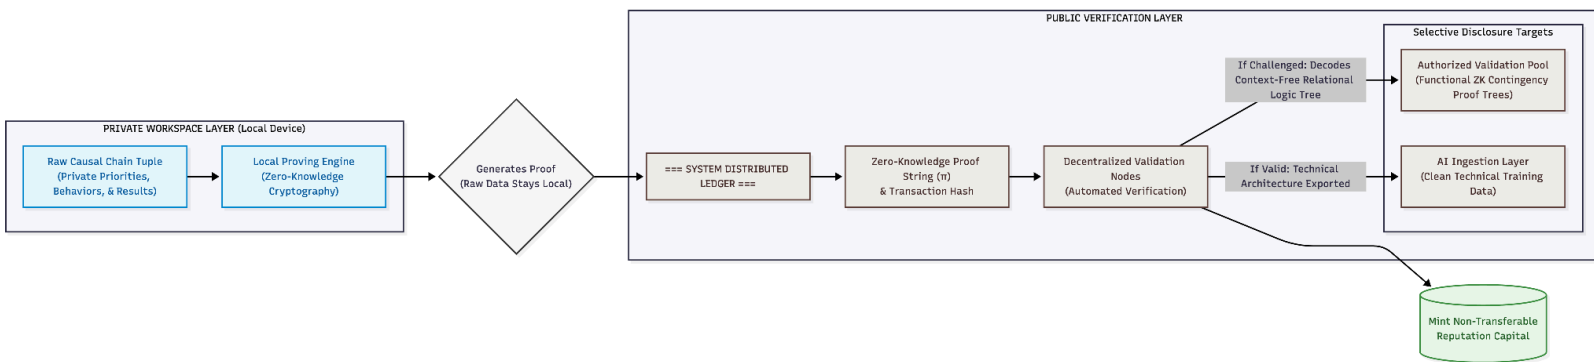 PUBLIC VERIFICATION LAYER
Selective Disclosure Targets
If Challenged: Decodes
Context-Free Relational
Logic Tree
Authorized Validation Pool
(Functional ZK Contingency
Proof Trees)
PRIVATE WORKSPACE LAYER (Local Device)
Raw Causal Chain Tuple
(Private Priorities,
Behaviors, & Results)
Local Proving Engine
(Zero-Knowledge
Cryptography)
Generates Proof
(Raw Data Stays Local)
=== SYSTEM DISTRIBUTED
LEDGER ===
Zero-Knowledge Proof
String (π)
& Transaction Hash
Decentralized Validation
Nodes
(Automated Verification)
If Valid: Technical
Architecture Exported
AI Ingestion Layer
(Clean Technical Training
Data)
Mint Non-Transferable
Reputation Capital